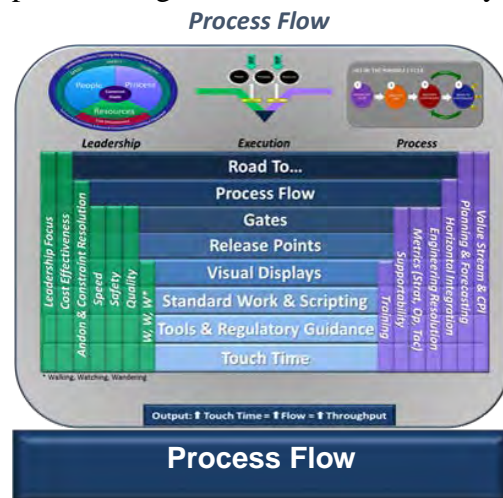 Process Flow
People
Process
Resources
Leadership
Execution
Process
Road To...
Process Flow
Gates
Release Points
Visual Displays
Standard Work & Scripting
Tools & Regulatory Guidance
Touch Time
Leadership Focus
Cost Effectiveness
Andon & Constraint Resolution
Speed
Safety
Quality
W, W, W*
Training
Supportability
Metrics (Strat, Op, Tac)
Engineering Resolution
Horizontal Integration
Planning & Forecasting
Value Stream & CPI
* Walking, Watching, Wandering
Output: ⬆ Touch Time = ⬆ Flow = ⬆ Throughput
Process Flow